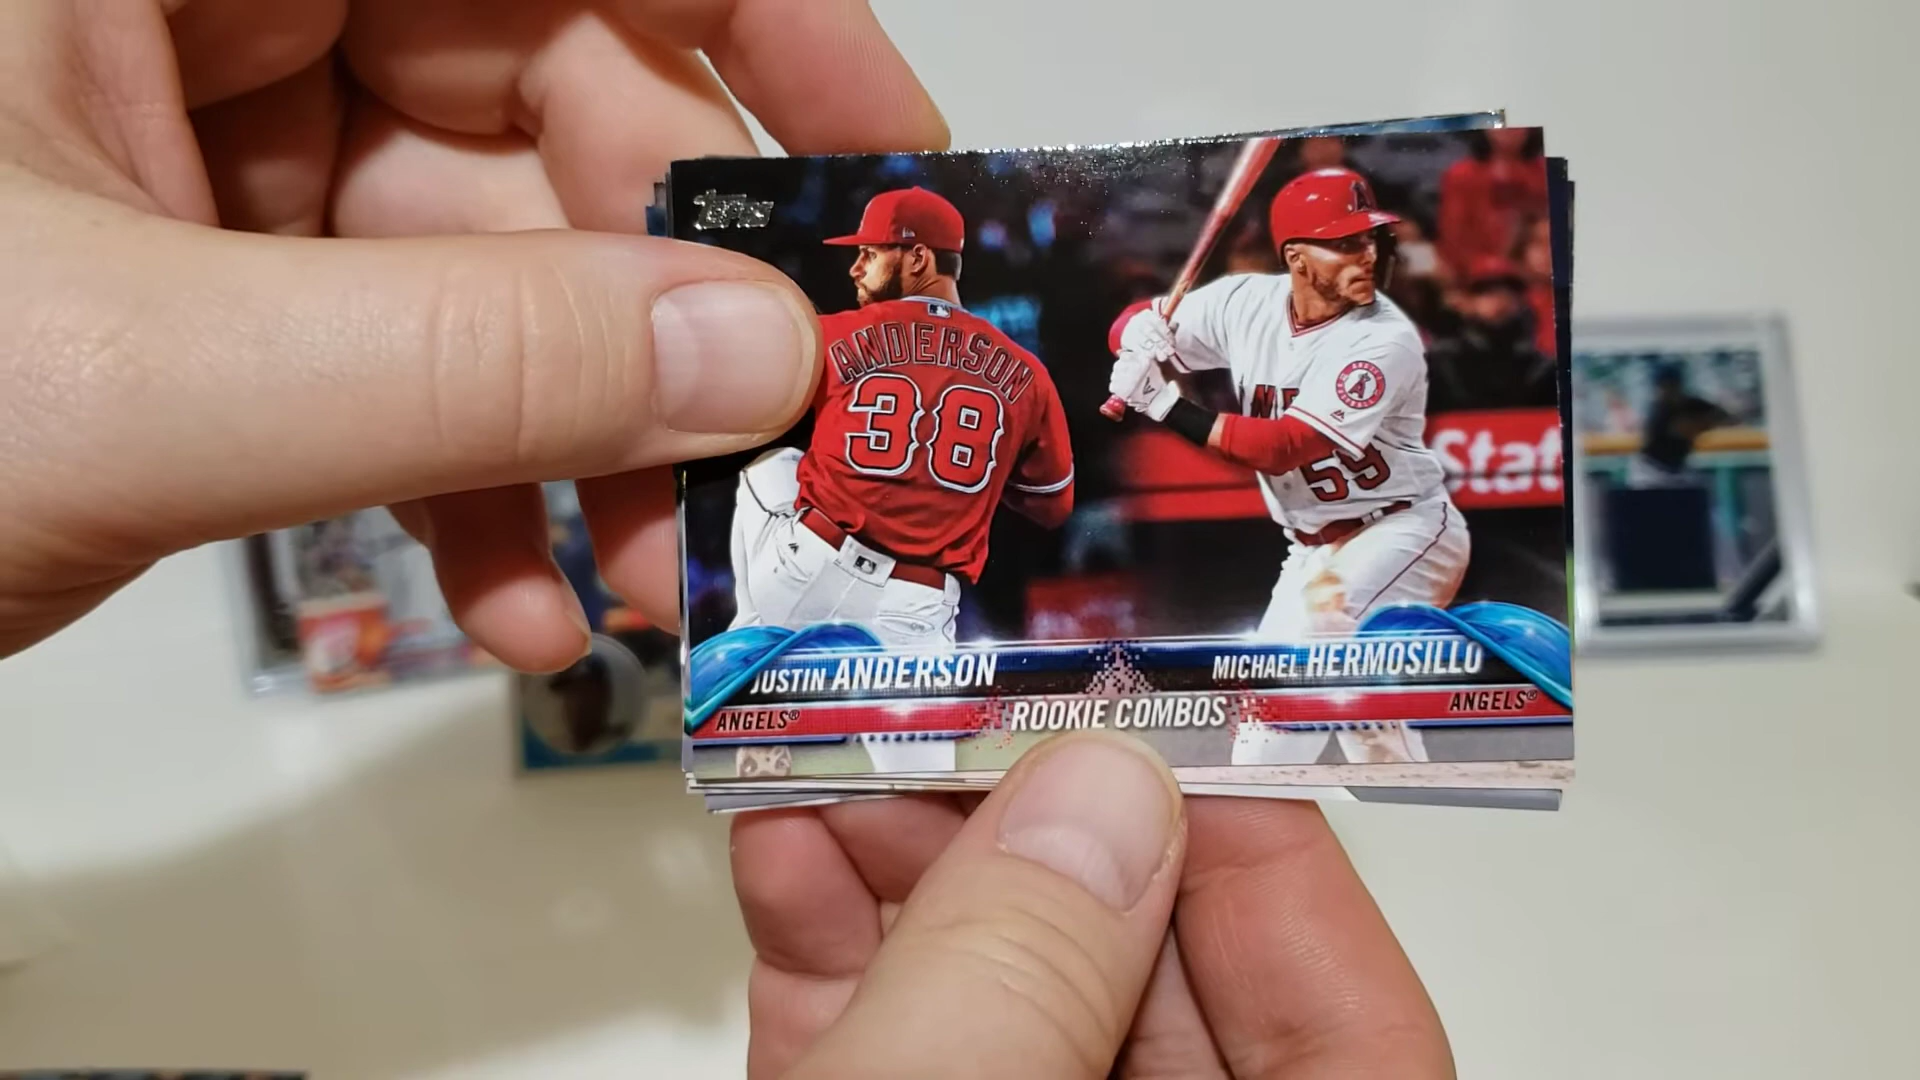 Topps
ANDERSON
38
59
Stat
JUSTIN ANDERSON
MICHAEL HERMOSILLO
ANGELS®
ROOKIE COMBOS
ANGELS®